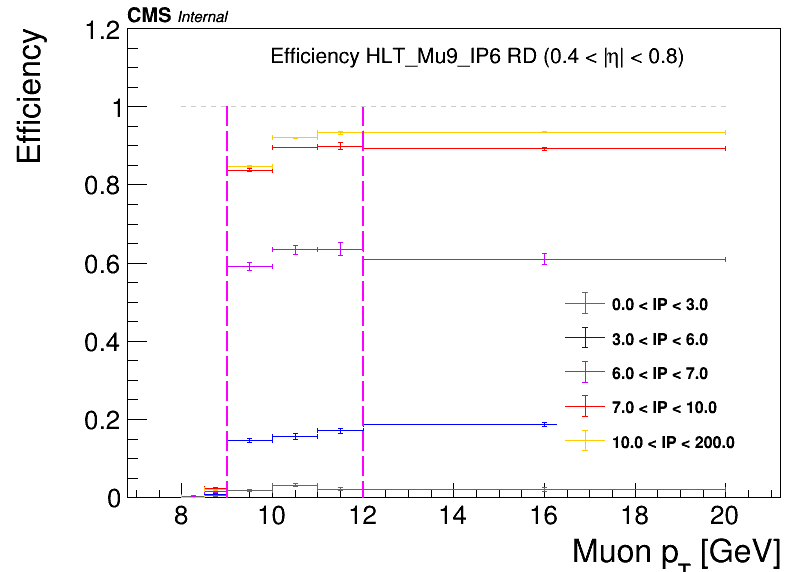 CMS Internal
Efficiency HLT_Mu9_IP6 RD (0.4 < |η| < 0.8)
Efficiency
1.2
1
0.8
0.6
0.4
0.2
0
0.0 < IP < 3.0
3.0 < IP < 6.0
6.0 < IP < 7.0
7.0 < IP < 10.0
10.0 < IP < 200.0
8 10 12 14 16 18 20
Muon p_T [GeV]